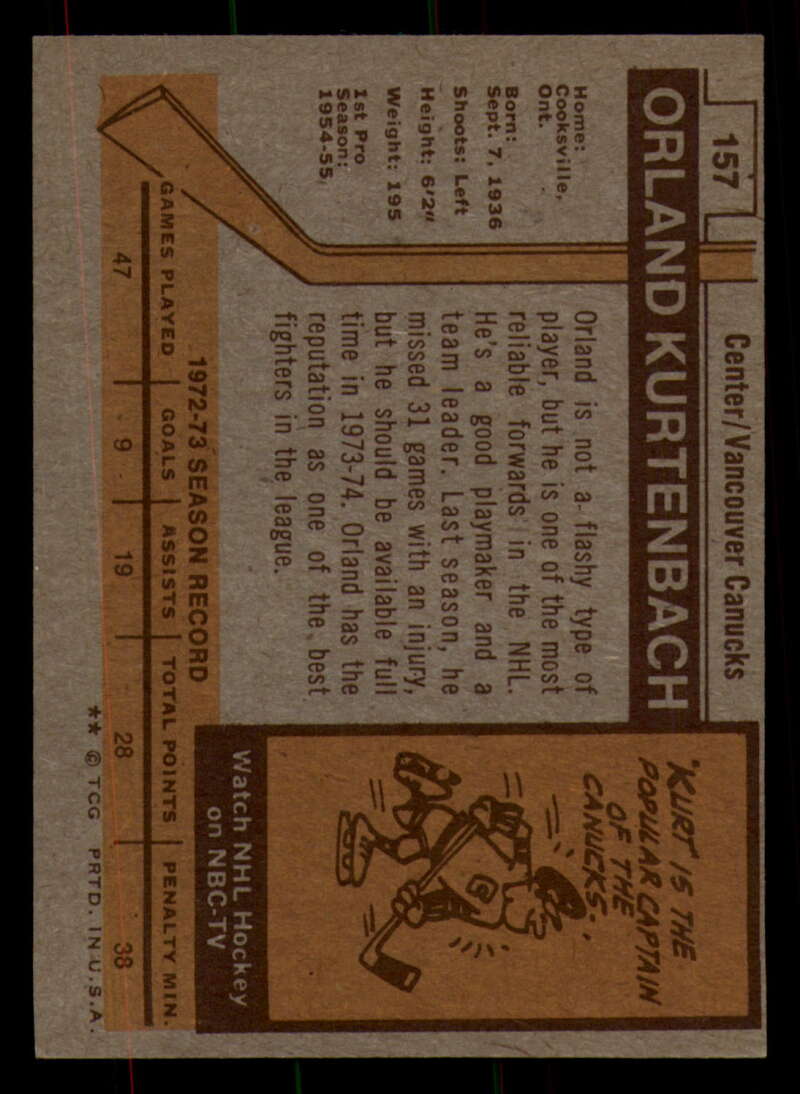 157
Center/Vancouver Canucks
ORLAND KURTENBACH
Home:
Cooksville,
Ont.
Born:
Sept. 7, 1936
Shoots: Left
Height: 6'2"
Weight: 195
1st Pro
Season:
1954-55
Orland is not a flashy type of
player, but he is one of the most
reliable forwards in the NHL.
He's a good playmaker and a
team leader. Last season, he
missed 31 games with an injury,
but he should be available full
time in 1973-74. Orland has the
reputation as one of the best
fighters in the league.
"KURT" IS THE
POPULAR CAPTAIN
OF THE
CANUCKS.
C
Watch NHL Hockey
on NBC-TV
1972-73 SEASON RECORD
GAMES PLAYED GOALS ASSISTS TOTAL POINTS PENALTY MIN.
47 9 19 28 38
** © TCG PRTD. IN U.S.A.